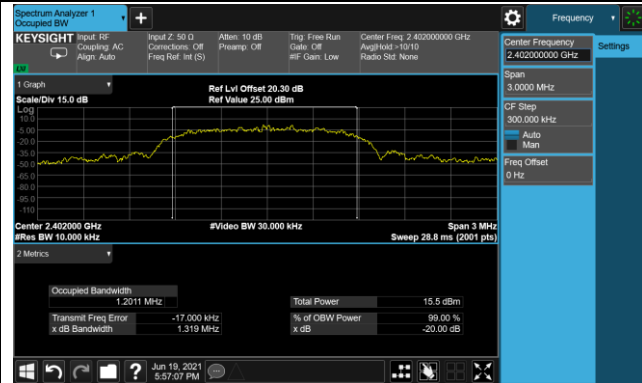 Spectrum Analyzer 1
Occupied BW
+
Frequency
KEYSIGHT
Input: RF
Coupling: AC
Align: Auto
Input Z: 50 Ω
Corrections: Off
Freq Ref: Int (S)
Atten: 10 dB
Preamp: Off
Trig: Free Run
Gate: Off
#IF Gain: Low
Center Freq: 2.402000000 GHz
Avg|Hold:>10/10
Radio Std: None
Center Frequency
2.402000000 GHz
Settings
Span
3.0000 MHz
CF Step
300.000 kHz
Auto
Man
Freq Offset
0 Hz
1 Graph
Scale/Div 15.0 dB
Ref Lvl Offset 20.30 dB
Ref Value 25.00 dBm
Log
10.0
-5.00
-20.0
-35.0
-50.0
-65.0
-80.0
-95.0
-110
Center 2.402000 GHz
#Res BW 10.000 kHz
#Video BW 30.000 kHz
Span 3 MHz
Sweep 28.8 ms (2001 pts)
2 Metrics
Occupied Bandwidth
1.2011 MHz
Total Power 15.5 dBm
Transmit Freq Error -17.000 kHz
% of OBW Power 99.00 %
x dB Bandwidth 1.319 MHz
x dB -20.00 dB
?
Jun 19, 2021
5:57:07 PM